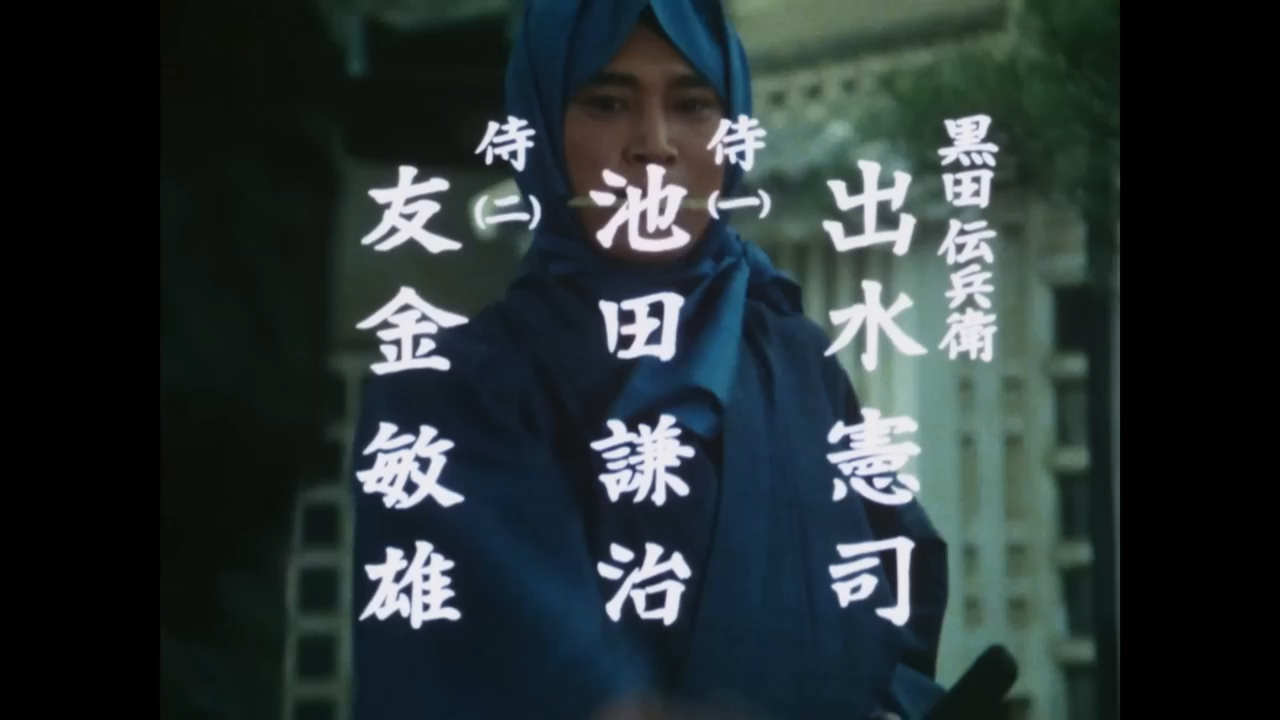 黒田伝兵衛
出水憲司
侍(一)
池田謙治
侍(二)
友金敏雄